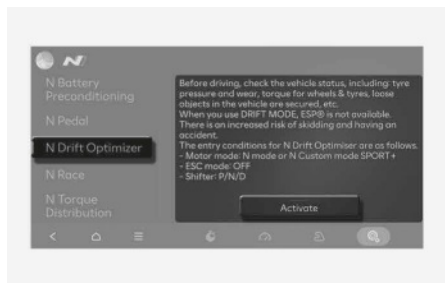 N
N Battery
Preconditioning
N Pedal
N Drift Optimizer
N Race
N Torque
Distribution
Before driving, check the vehicle status, including: tyre
pressure and wear, torque for wheels & tyres, loose
objects in the vehicle are secured, etc.
When you use DRIFT MODE, ESP® is not available.
There is an increased risk of skidding and having an
accident.
The entry conditions for N Drift Optimiser are as follows.
- Motor mode: N mode or N Custom mode SPORT+
- ESC mode: OFF
- Shifter: P/N/D
Activate